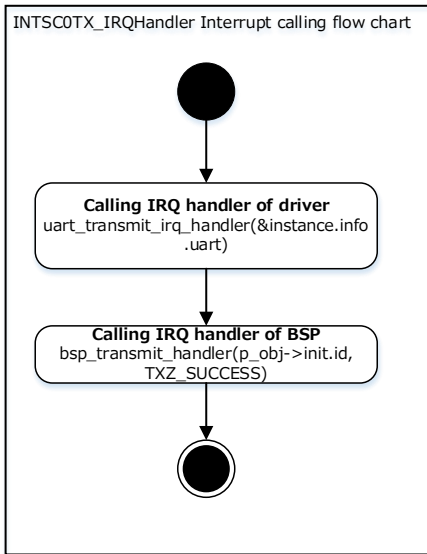 INTSC0TX_IRQHandler Interrupt calling flow chart
Calling IRQ handler of driver
uart_transmit_irq_handler(&instance.info
.uart)
Calling IRQ handler of BSP
bsp_transmit_handler(p_obj->init.id,
TXZ_SUCCESS)